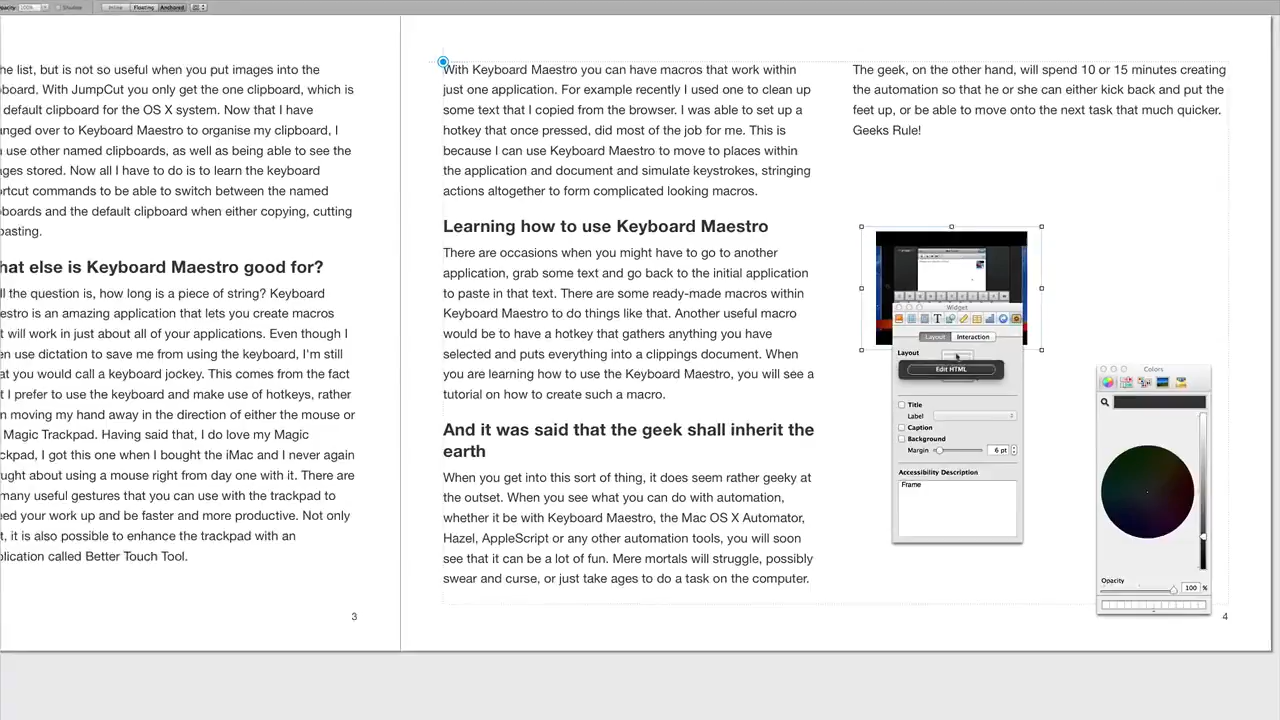 Opacity 100% Shadow Inline Floating Anchored
he list, but is not so useful when you put images into the
board. With JumpCut you only get the one clipboard, which is
default clipboard for the OS X system. Now that I have
anged over to Keyboard Maestro to organise my clipboard, I
use other named clipboards, as well as being able to see the
ges stored. Now all I have to do is to learn the keyboard
rtcut commands to be able to switch between the named
boards and the default clipboard when either copying, cutting
pasting.
hat else is Keyboard Maestro good for?
ll the question is, how long is a piece of string? Keyboard
estro is an amazing application that lets you create macros
t will work in just about all of your applications. Although I
en use dictation to save me from using the keyboard, I'm still
at you would call a keyboard jockey. This comes from the fact
t I prefer to use the keyboard and make use of hotkeys, rather
n moving my hand away in the direction of either the mouse or
Magic Trackpad. Having said that, I do love my Magic
ckpad, I got this one when I bought the iMac and I never again
ught about using a mouse right from day one with it. There are
many useful gestures that you can use with the trackpad to
eed your work up and be faster and more productive. Not only
t, it is also possible to enhance the trackpad with an
plication called Better Touch Tool.
3
With Keyboard Maestro you can have macros that work within
just one application. For example recently I used one to clean up
some text that I copied from the browser. I was able to set up a
hotkey that once pressed, did most of the job for me. This is
because I can use Keyboard Maestro to move to places within
the application and document and simulate keystrokes, stringing
actions altogether to form complicated looking macros.
Learning how to use Keyboard Maestro
There are occasions when you might have to go to another
application, grab some text and go back to the initial application
to paste in that text. There are some ready-made macros within
Keyboard Maestro to do things like that. Another useful macro
would be to have a hotkey that gathers anything you have
selected and puts everything into a clippings document. When
you are learning how to use the Keyboard Maestro, you will see a
tutorial on how to create such a macro.
And it was said that the geek shall inherit the
earth
When you get into this sort of thing, it does seem rather geeky at
the outset. When you see what you can do with automation,
whether it be with Keyboard Maestro, the Mac OS X Automator,
Hazel, AppleScript or any other automation tools, you will soon
see that it can be a lot of fun. Mere mortals will struggle, possibly
swear and curse, or just take ages to do a task on the computer.
The geek, on the other hand, will spend 10 or 15 minutes creating
the automation so that he or she can either kick back and put the
feet up, or be able to move onto the next task that much quicker.
Geeks Rule!
Widget
Layout Interaction
Layout
Edit HTML
Title
Label
Caption
Background
Margin 6 pt
Accessibility Description
Frame
Colors
Opacity
100 %
4